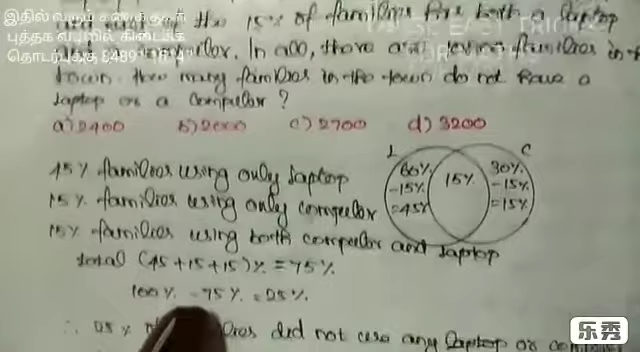 இதில் வரும் கணக்குகள்
புத்தக வடிவில் கிடைக்க
தொடர்புக்கு
the 15% of families have both a laptop
In all, there are families in
town. How many families in the town do not have a
laptop or a computer?
a) 2400 b) 2000 c) 2700 d) 3200
45% families using only laptop
15% families using only computer
15% families using both computer and laptop
total (45+15+15)% = 75%
100% - 75% = 25%
∴ 25% did not use any laptop or
L C
60% 15% 30%
-15% -15%
=45% =15%
乐秀